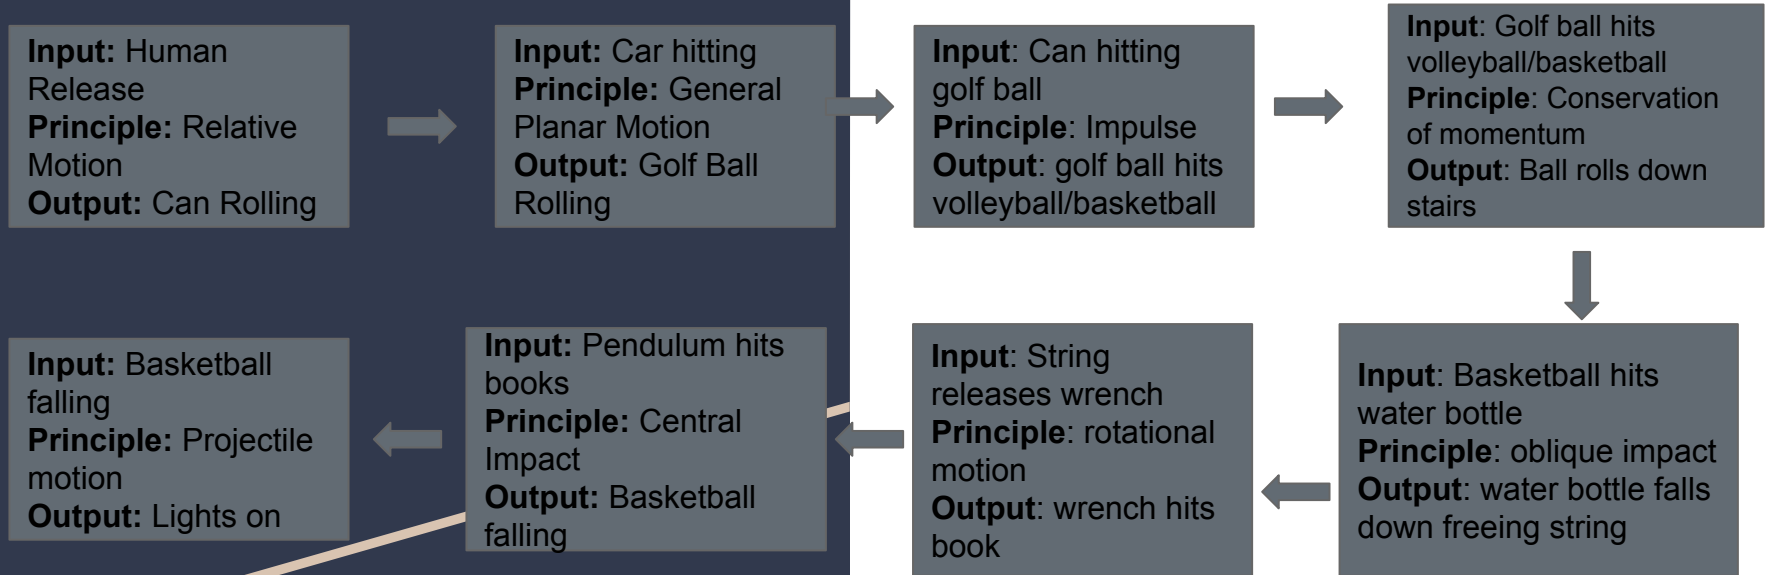 Input: Human
Release
Principle: Relative
Motion
Output: Can Rolling
Input: Car hitting
Principle: General
Planar Motion
Output: Golf Ball
Rolling
Input: Can hitting
golf ball
Principle: Impulse
Output: golf ball hits
volleyball/basketball
Input: Golf ball hits
volleyball/basketball
Principle: Conservation
of momentum
Output: Ball rolls down
stairs
Input: Basketball hits
water bottle
Principle: oblique impact
Output: water bottle falls
down freeing string
Input: String
releases wrench
Principle: rotational
motion
Output: wrench hits
book
Input: Pendulum hits
books
Principle: Central
Impact
Output: Basketball
falling
Input: Basketball
falling
Principle: Projectile
motion
Output: Lights on